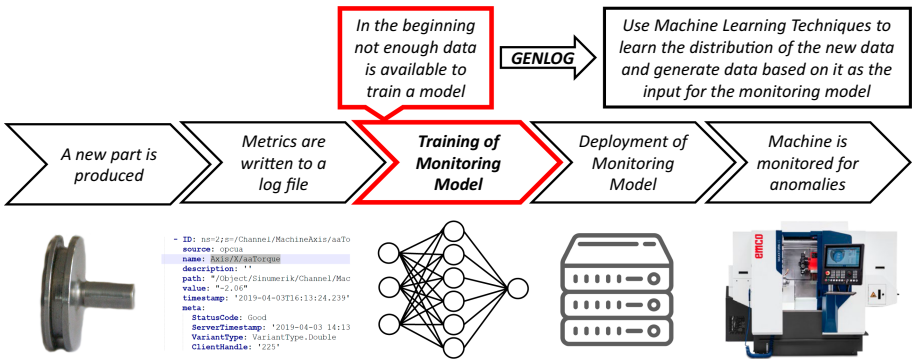 In the beginning
not enough data
is available to
train a model
GENLOG
Use Machine Learning Techniques to
learn the distribution of the new data
and generate data based on it as the
input for the monitoring model
A new part is
produced
Metrics are
written to a
log file
Training of
Monitoring
Model
Deployment of
Monitoring
Model
Machine is
monitored for
anomalies
- ID: ns=2;s=/Channel/MachineAxis/aaTo
source: opcua
name: Axis/X/aaTorque
description: ''
path: "/Object/Sinumerik/Channel/Mac
value: "-2.06"
timestamp: '2019-04-03T16:13:24.239'
meta:
StatusCode: Good
ServerTimestamp: '2019-04-03 14:13
VariantType: VariantType.Double
ClientHandle: '225'
emco